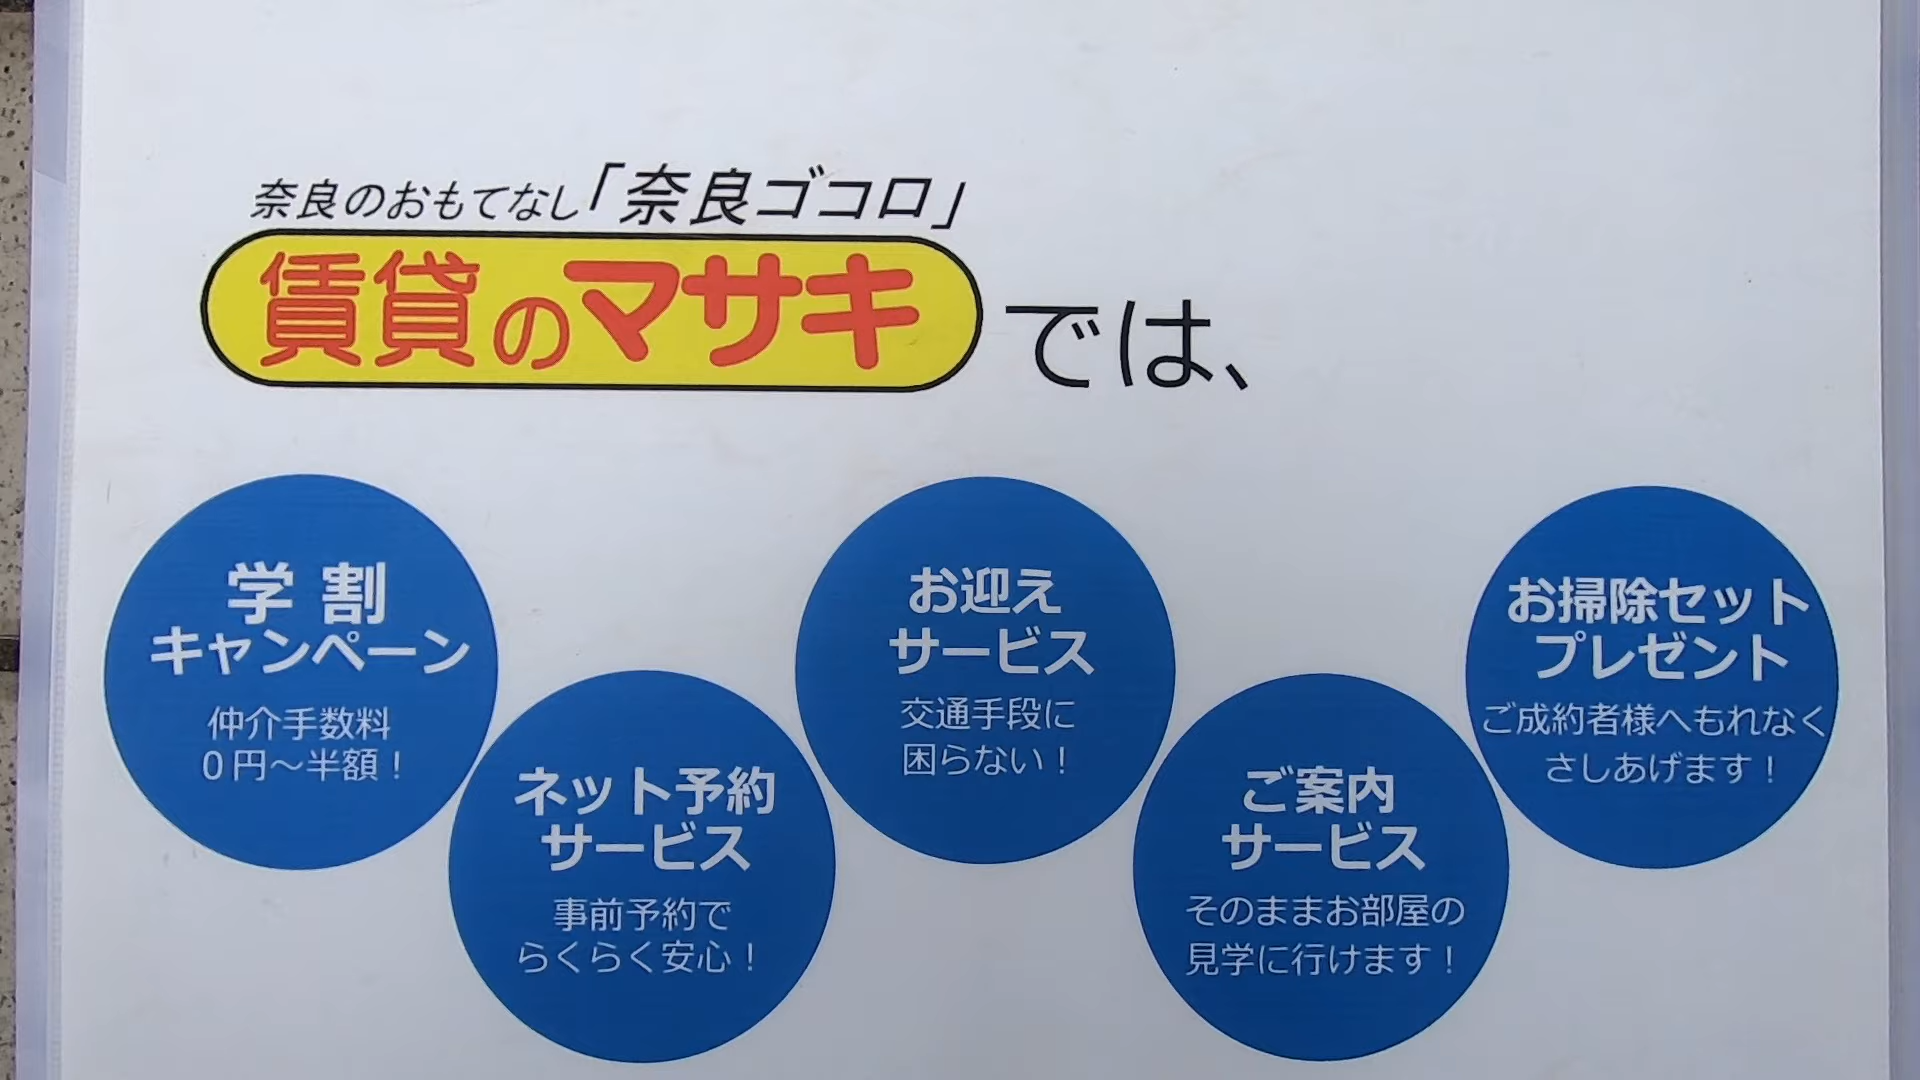 奈良のおもてなし「奈良ゴコロ」
賃貸のマサキでは、
学割
キャンペーン
仲介手数料
０円～半額！
ネット予約
サービス
事前予約で
らくらく安心！
お迎え
サービス
交通手段に
困らない！
ご案内
サービス
そのままお部屋の
見学に行けます！
お掃除セット
プレゼント
ご成約者様へもれなく
さしあげます！